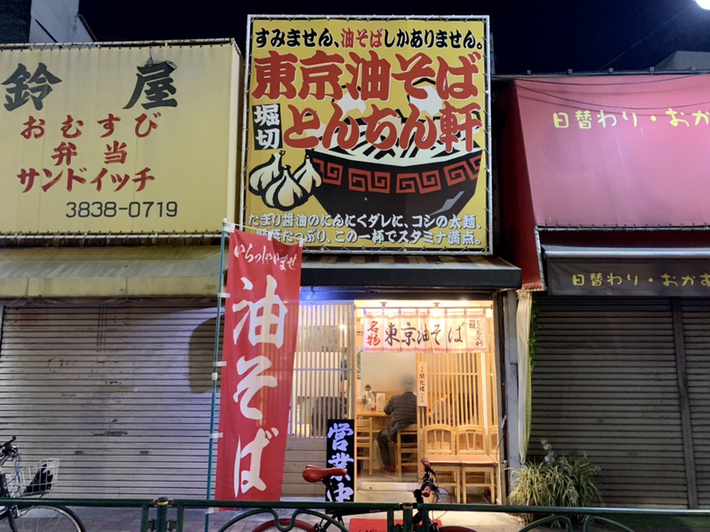 すみません、油そばしかありません。
東京油そば
堀切
とんちん軒
たまり醤油のにんにくダレに、コシの太麺、
たっぷり、この一杯でスタミナ満点。
鈴屋
おむすび
弁当
サンドイッチ
3838-0719
日替わり・おか
日替わり・おかず
いらっしゃいませ
油そば
名物
東京油そば
営業中